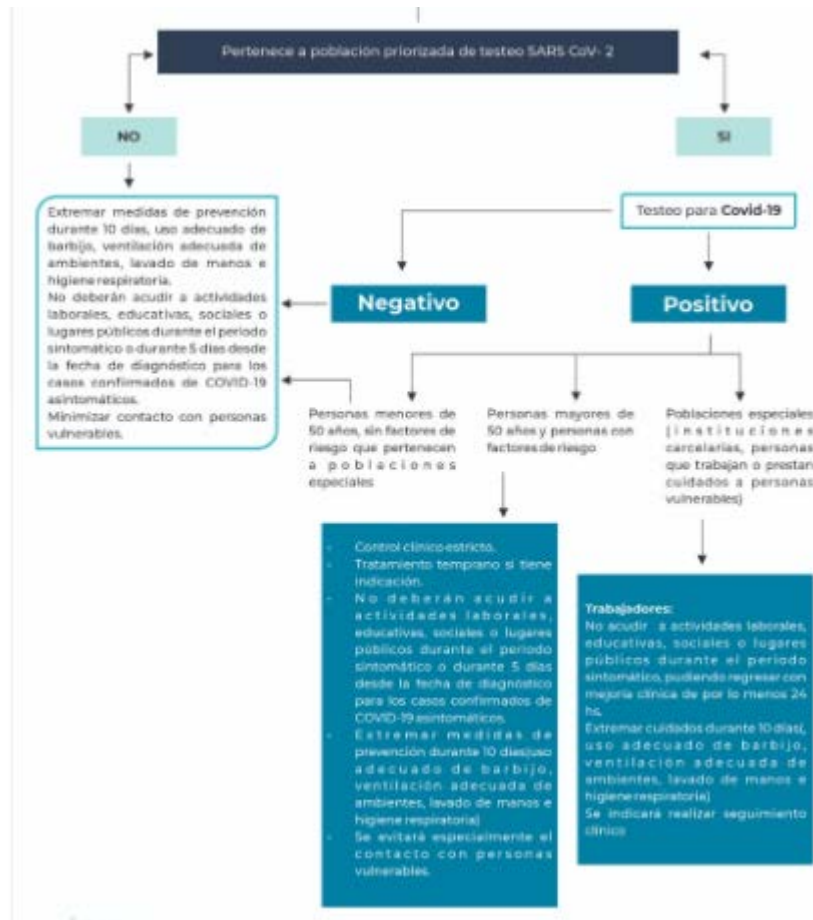 Pertenece a población priorizada de testeo SARS CoV- 2
NO
SI
Extremar medidas de prevención
durante 10 días, uso adecuado de
barbijo, ventilación adecuada de
ambientes, lavado de manos e
higiene respiratoria.
No deberán acudir a actividades
laborales, educativas, sociales o
lugares públicos durante el periodo
sintomático o durante 5 días desde
la fecha de diagnóstico para los
casos confirmados de COVID-19
asintomáticos.
Minimizar contacto con personas
vulnerables.
Testeo para Covid-19
Negativo
Positivo
Personas menores de
50 años, sin factores de
riesgo que pertenecen
a poblaciones
especiales
Personas mayores de
50 años y personas con
factores de riesgo
Poblaciones especiales
(instituciones
carcelarias, personas
que trabajan o prestan
cuidados a personas
vulnerables)
- Control clínico estricto.
- Tratamiento temprano si tiene
indicación.
- No deberán acudir a
actividades laborales,
educativas, sociales o lugares
públicos durante el periodo
sintomático o durante 5 días
desde la fecha de diagnóstico
para los casos confirmados de
COVID-19 asintomáticos.
- Extremar medidas de
prevención durante 10 días(uso
adecuado de barbijo,
ventilación adecuada de
ambientes, lavado de manos e
higiene respiratoria)
- Se evitará especialmente el
contacto con personas
vulnerables.
Trabajadores:
No acudir a actividades laborales,
educativas, sociales o lugares
públicos durante el periodo
sintomático, pudiendo regresar con
mejoría clínica de por lo menos 24
hs.
Extremar cuidados durante 10 días(,
uso adecuado de barbijo,
ventilación adecuada de
ambientes, lavado de manos e
higiene respiratoria)
Se indicará realizar seguimiento
clínico